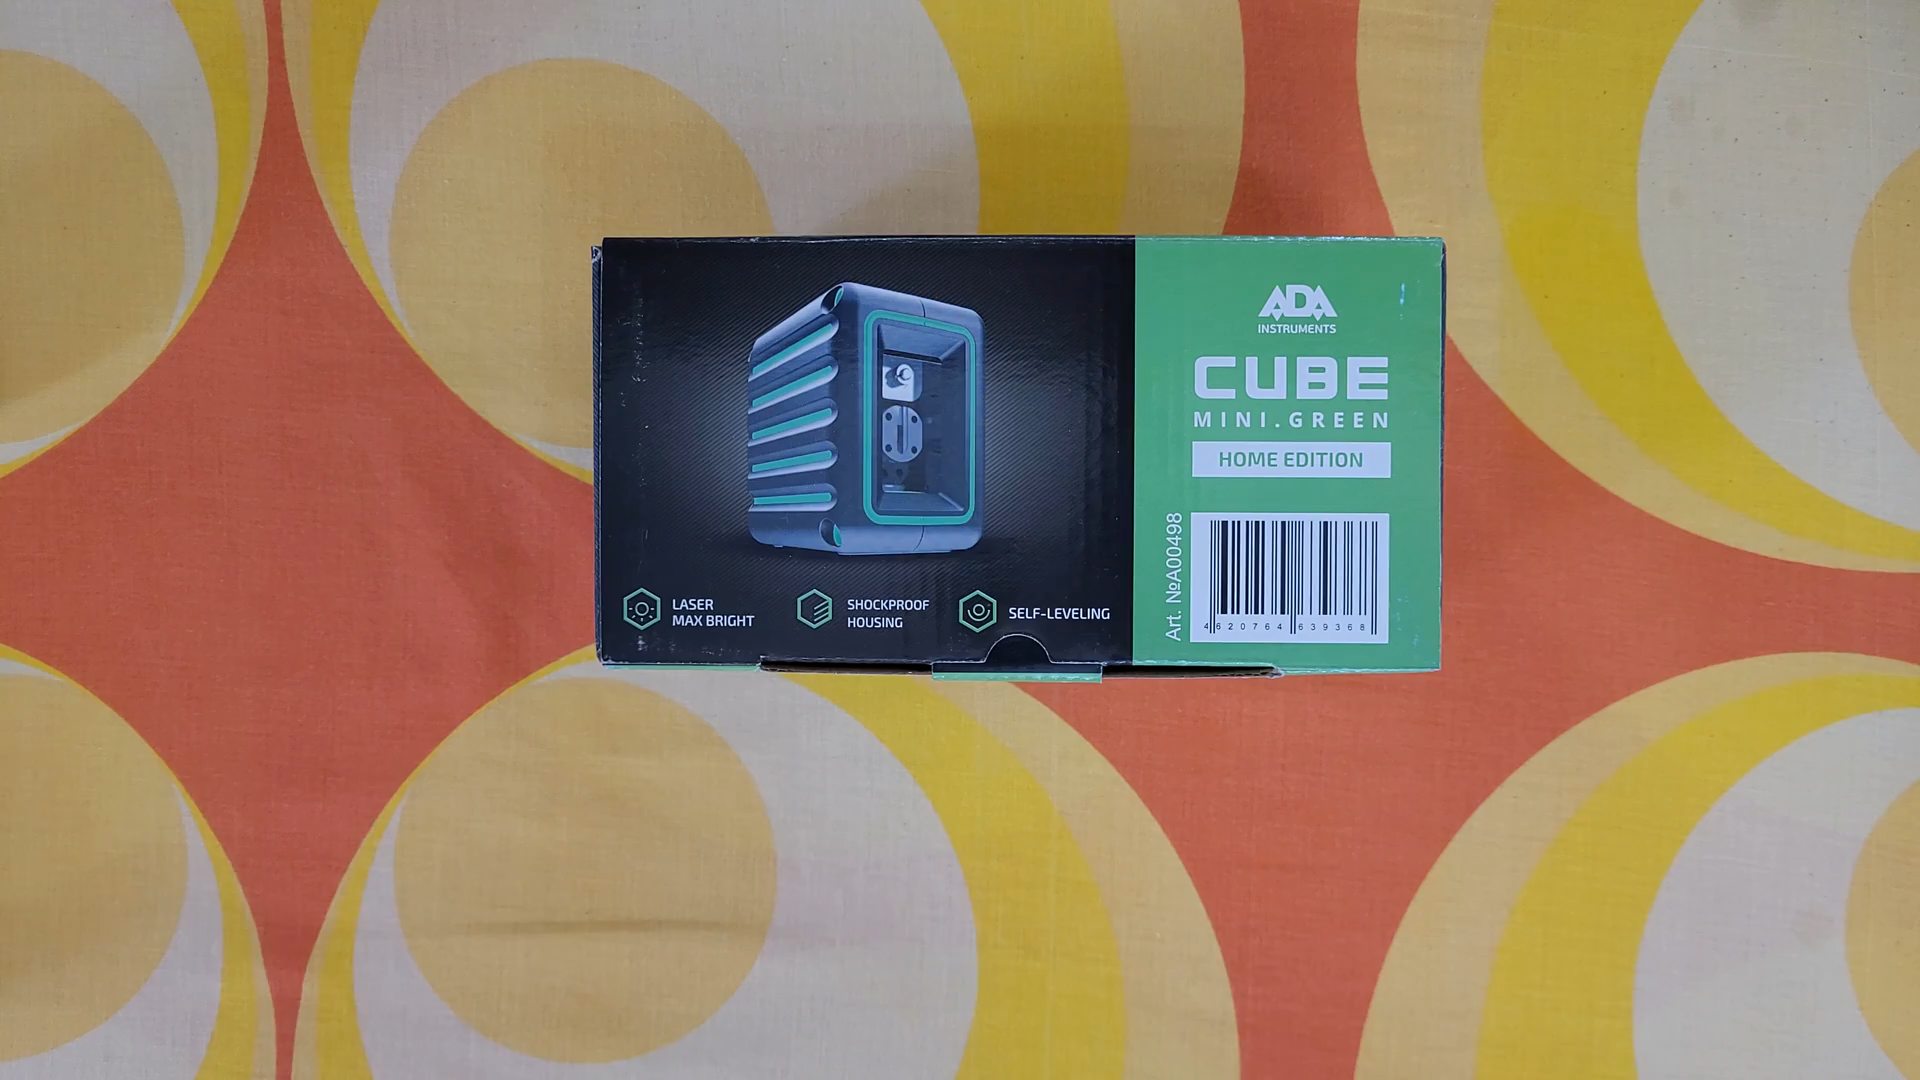 ADA
INSTRUMENTS
CUBE
MINI.GREEN
HOME EDITION
Art. №A00498
4 620764 639368
LASER
MAX BRIGHT
SHOCKPROOF
HOUSING
SELF-LEVELING